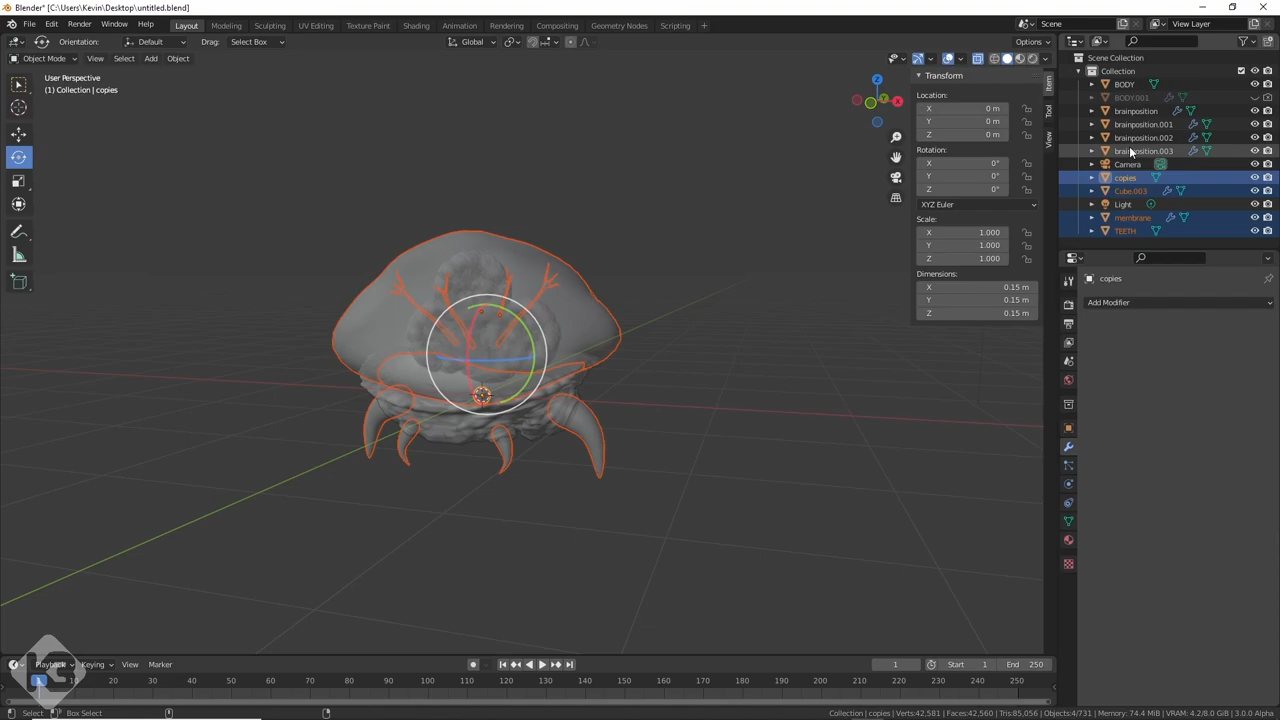 Blender* [C:\Users\Kevin\Desktop\untitled.blend]
File Edit Render Window Help Layout Modeling Sculpting UV Editing Texture Paint Shading Animation Rendering Compositing Geometry Nodes Scripting + Scene View Layer
Orientation: Default Drag: Select Box Global Options
Object Mode View Select Add Object
User Perspective
(1) Collection | copies
Z
X
Y
Item
Tool
View
Transform
Location:
X 0 m
Y 0 m
Z 0 m
Rotation:
X 0°
Y 0°
Z 0°
XYZ Euler
Scale:
X 1.000
Y 1.000
Z 1.000
Dimensions:
X 0.15 m
Y 0.15 m
Z 0.15 m
Scene Collection
Collection
BODY
BODY.001
brainposition
brainposition.001
brainposition.002
brainposition.003
Camera
copies
Cube.003
Light
membrane
TEETH
copies
Add Modifier
Playback Keying View Marker 1 Start 1 End 250
1 10 20 30 40 50 60 70 80 90 100 110 120 130 140 150 160 170 180 190 200 210 220 230 240 250
Select Box Select Collection | copies | Verts:42,581 | Faces:42,560 | Tris:85,056 | Objects:4/731 | Memory: 74.4 MiB | VRAM: 4.2/8.0 GiB | 3.0.0 Alpha